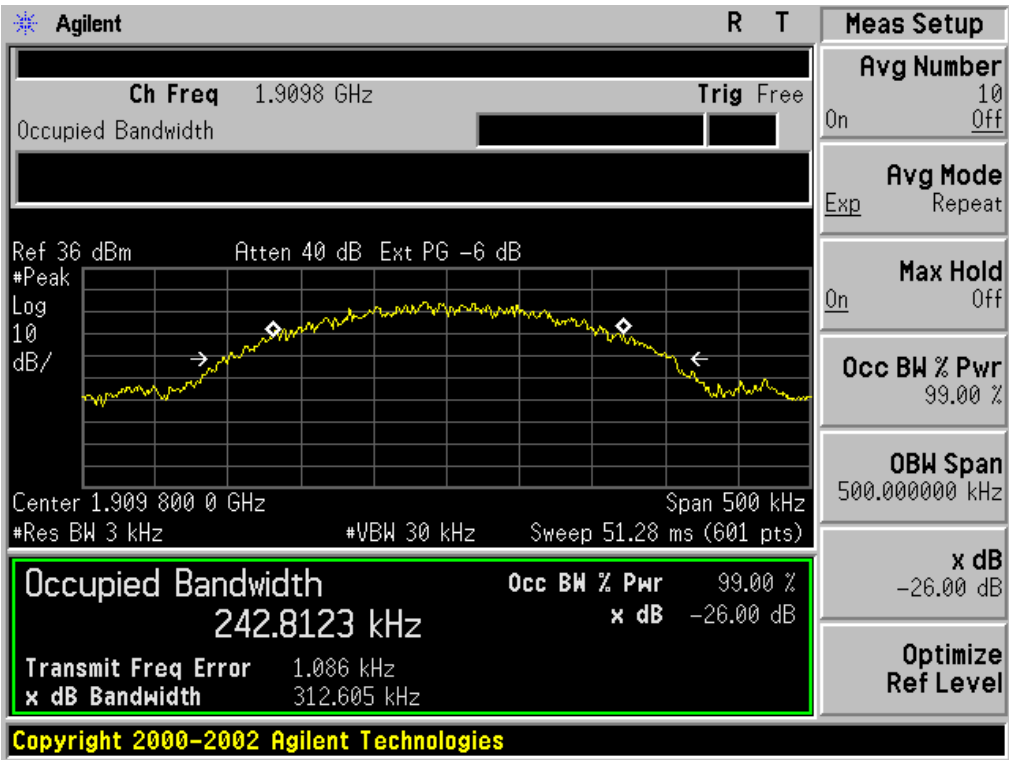 Agilent R T
Ch Freq 1.9098 GHz Trig Free
Occupied Bandwidth
Ref 36 dBm Atten 40 dB Ext PG -6 dB
#Peak
Log
10
dB/
Center 1.909 800 0 GHz Span 500 kHz
#Res BW 3 kHz #VBW 30 kHz Sweep 51.28 ms (601 pts)
Occupied Bandwidth
242.8123 kHz
Occ BW % Pwr 99.00 %
x dB -26.00 dB
Transmit Freq Error 1.086 kHz
x dB Bandwidth 312.605 kHz
Copyright 2000-2002 Agilent Technologies
Meas Setup
Avg Number
10
On Off
Avg Mode
Exp Repeat
Max Hold
On Off
Occ BW % Pwr
99.00 %
OBW Span
500.000000 kHz
x dB
-26.00 dB
Optimize
Ref Level